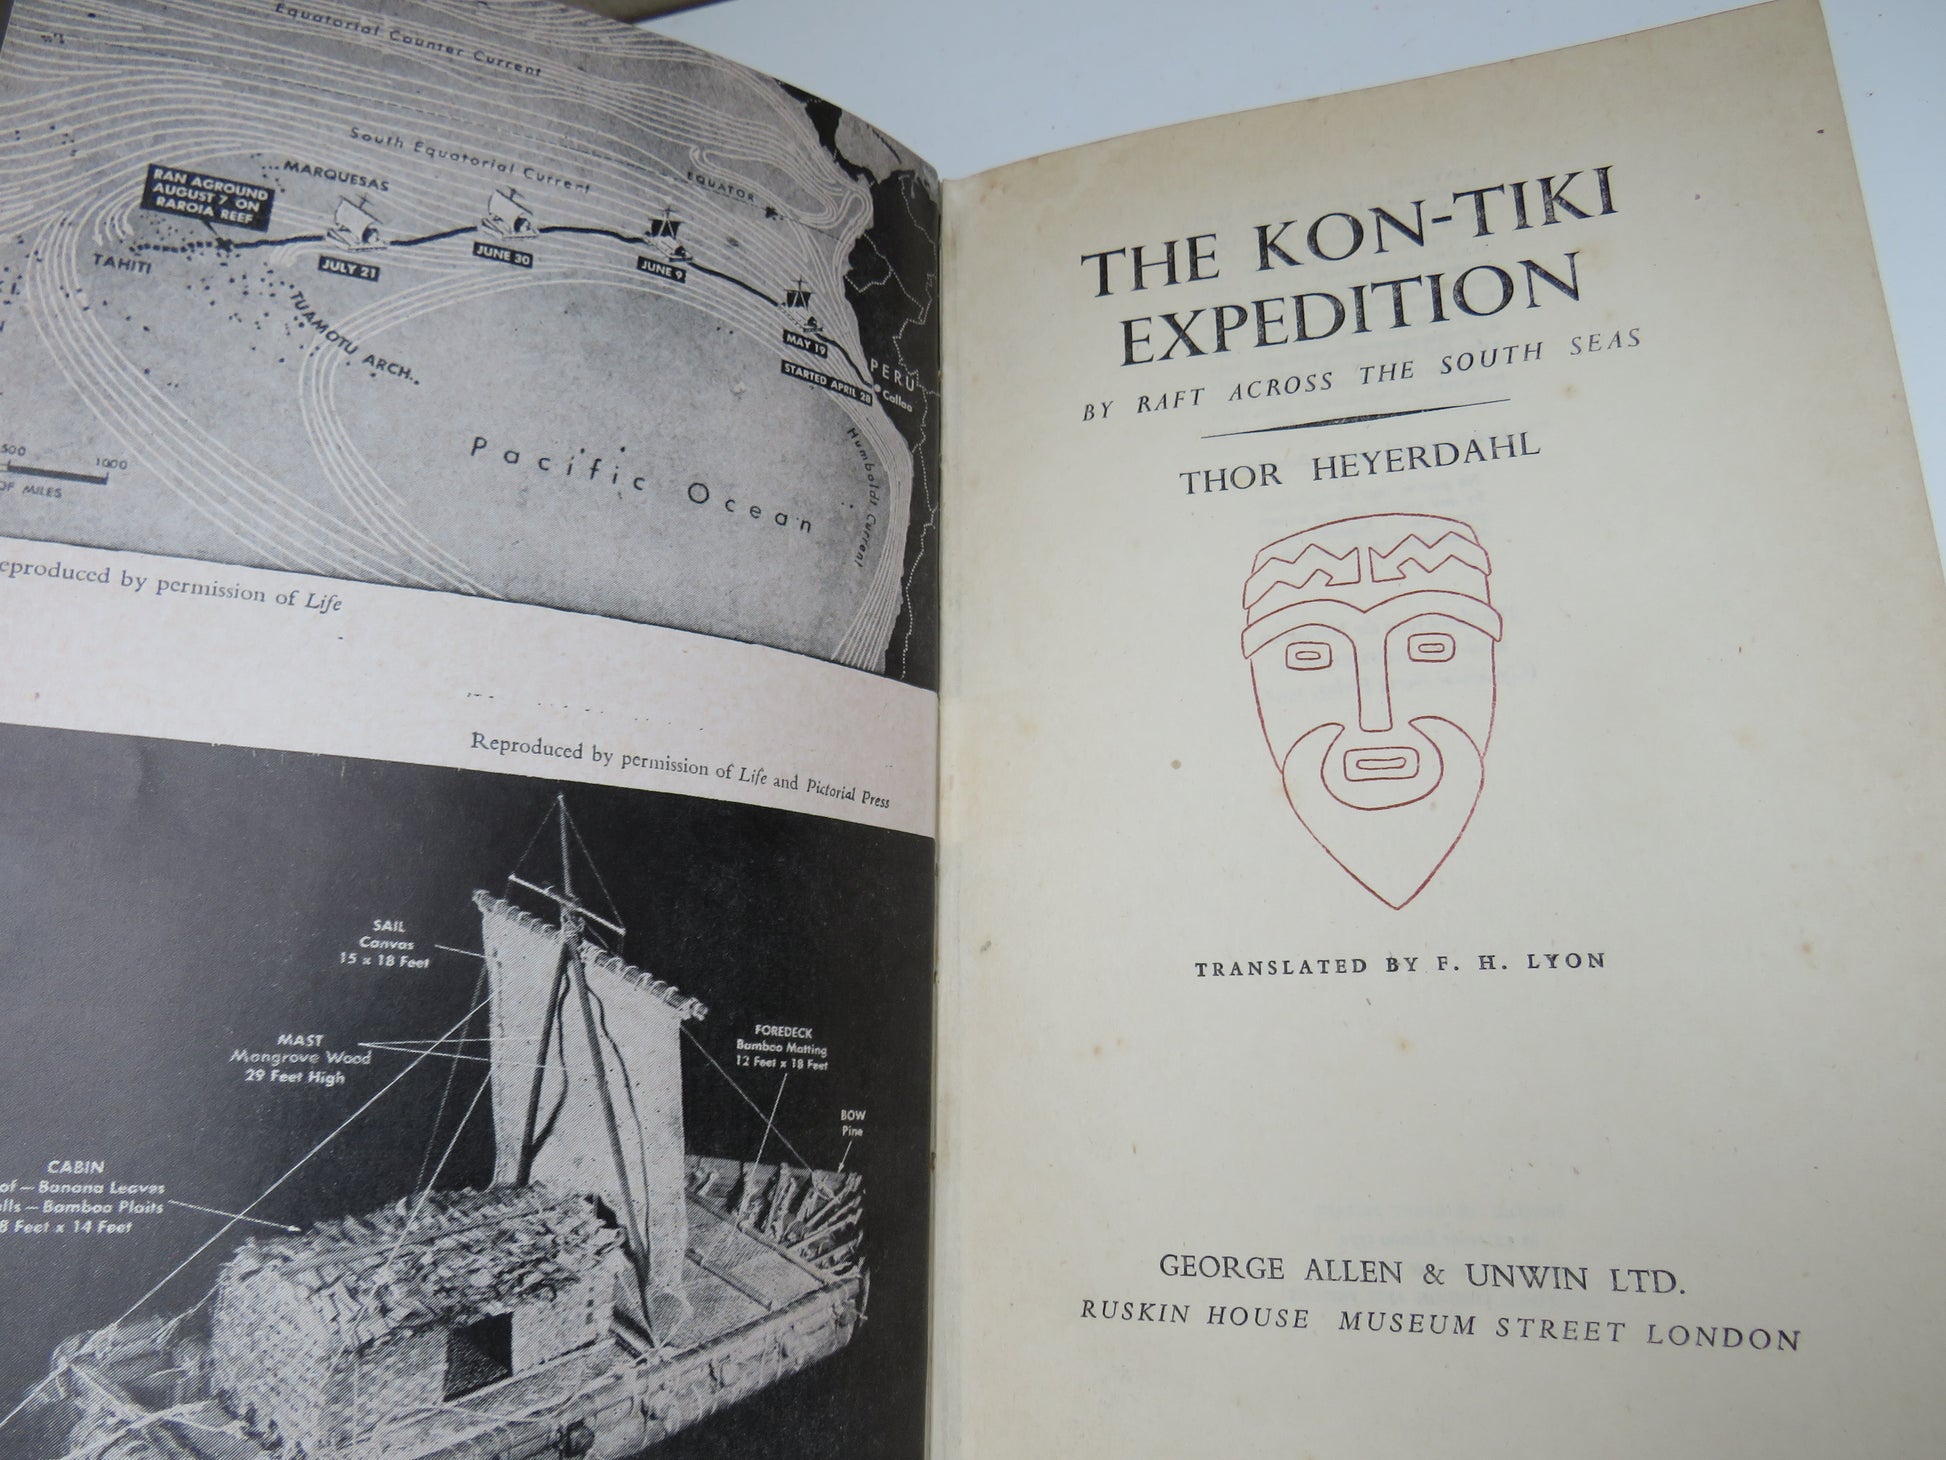 Equatorial Counter Current
South Equatorial Current
EQUATOR
MARQUESAS
RAN AGROUND
AUGUST 7 ON
RAROIA REEF
TAHITI
JULY 21
JUNE 30
JUNE 9
MAY 19
STARTED APRIL 28
PERU
Callao
TUAMOTU ARCH.
Humboldt Current
Pacific Ocean
500 1000
OF MILES
eproduced by permission of Life
Reproduced by permission of Life and Pictorial Press
SAIL
Canvas
15 x 18 Feet
MAST
Mangrove Wood
29 Feet High
FOREDECK
Bamboo Matting
12 Feet x 18 Feet
BOW
Pine
CABIN
of — Banana Leaves
lls — Bamboo Plaits
8 Feet x 14 Feet
THE KON-TIKI
EXPEDITION
BY RAFT ACROSS THE SOUTH SEAS
THOR HEYERDAHL
TRANSLATED BY F. H. LYON
GEORGE ALLEN & UNWIN LTD.
RUSKIN HOUSE MUSEUM STREET LONDON